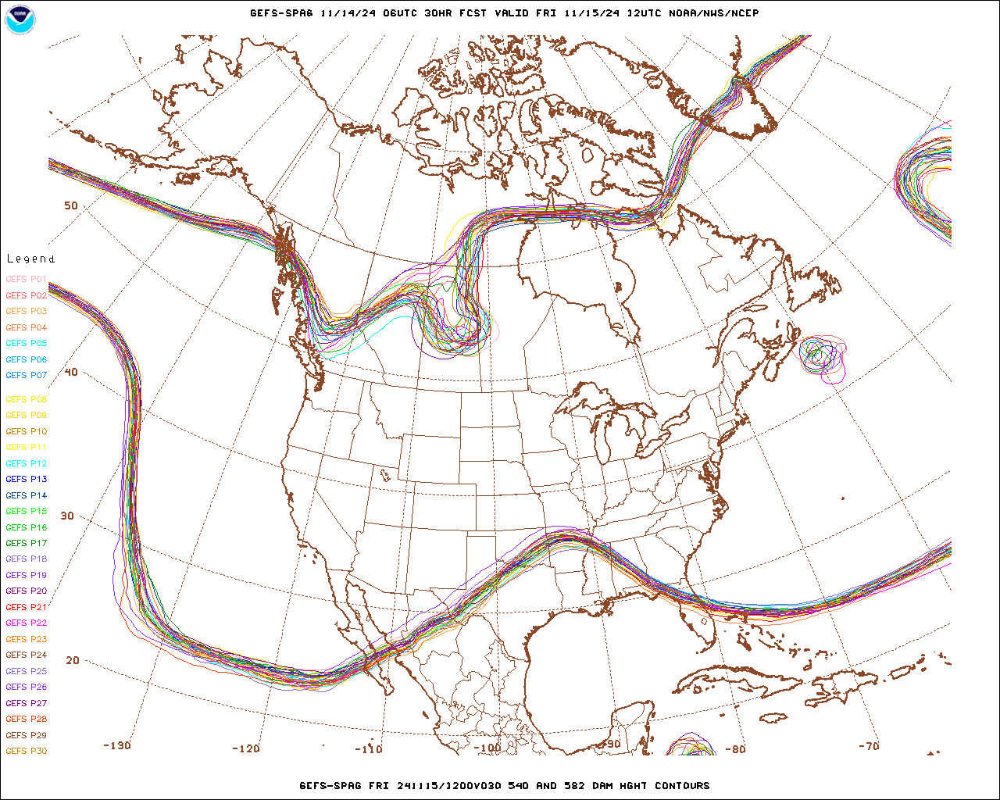 NOAA
GEFS-SPAG 11/14/24 06UTC 30HR FCST VALID FRI 11/15/24 12UTC NOAA/NWS/NCEP
50
Legend
GEFS P01
GEFS P02
GEFS P03
GEFS P04
GEFS P05
GEFS P06
GEFS P07
40
GEFS P08
GEFS P09
GEFS P10
GEFS P11
GEFS P12
GEFS P13
GEFS P14
GEFS P15
30
GEFS P16
GEFS P17
GEFS P18
GEFS P19
GEFS P20
GEFS P21
GEFS P22
GEFS P23
GEFS P24
20
GEFS P25
GEFS P26
GEFS P27
GEFS P28
GEFS P29
GEFS P30
-130 -120 -110 -100 -90 -80 -70
GEFS-SPAG FRI 241115/1200V030 540 AND 582 DAM HGHT CONTOURS